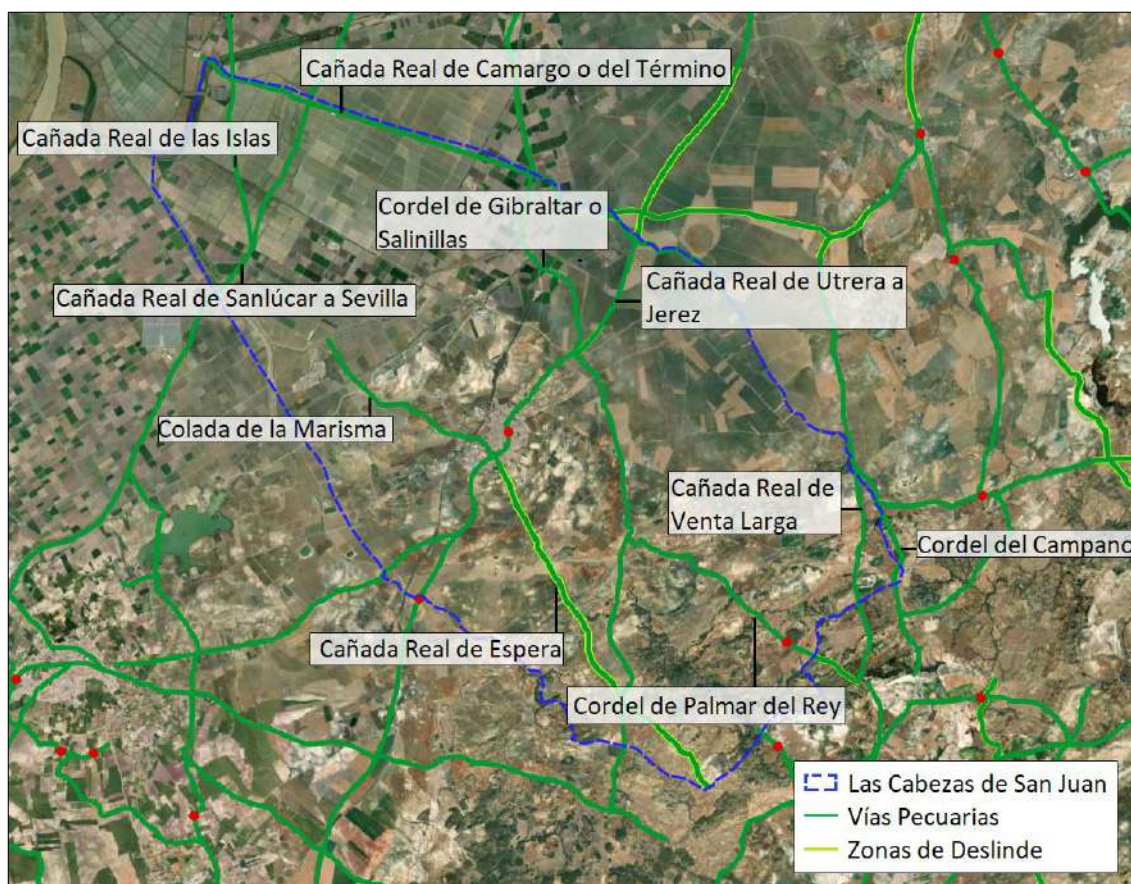 Cañada Real de Camargo o del Término
Cañada Real de las Islas
Cordel de Gibraltar o
Salinillas
Cañada Real de Sanlúcar a Sevilla
Cañada Real de Utrera a
Jerez
Colada de la Marisma
Cañada Real de
Venta Larga
Cordel del Campano
Cañada Real de Espera
Cordel de Palmar del Rey
Las Cabezas de San Juan
Vías Pecuarias
Zonas de Deslinde